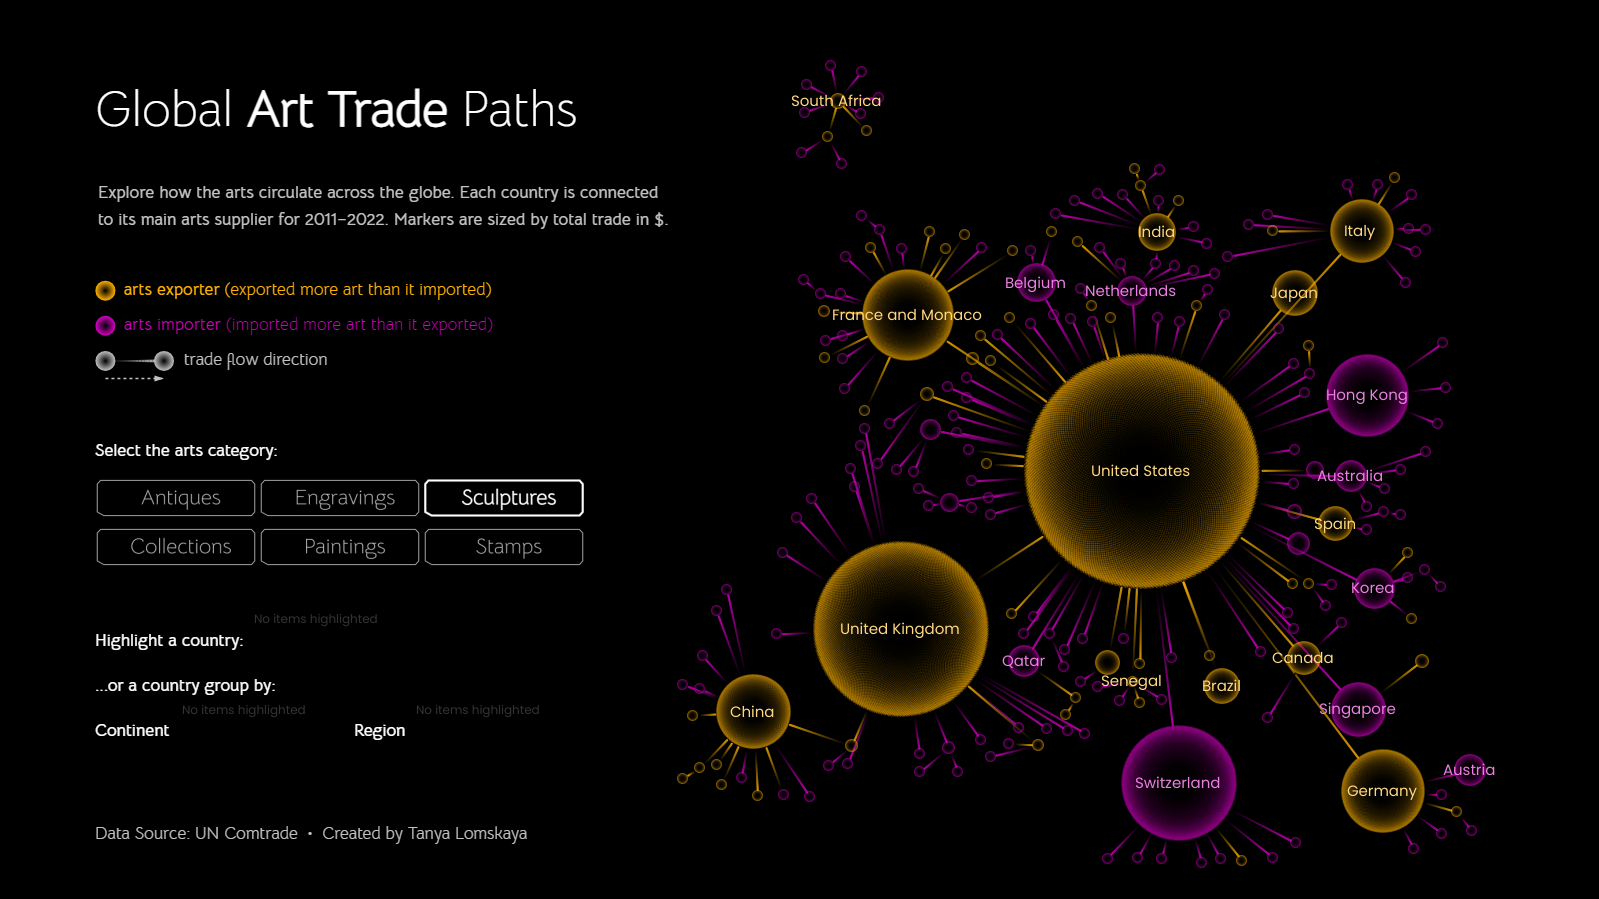 Global Art Trade Paths
Explore how the arts circulate across the globe. Each country is connected
to its main arts supplier for 2011–2022. Markers are sized by total trade in $.
arts exporter (exported more art than it imported)
arts importer (imported more art than it exported)
trade flow direction
Select the arts category:
Antiques
Engravings
Sculptures
Collections
Paintings
Stamps
No items highlighted
Highlight a country:
...or a country group by:
No items highlighted
No items highlighted
Continent
Region
Data Source: UN Comtrade • Created by Tanya Lomskaya
South Africa
India
Italy
Belgium
Netherlands
Japan
France and Monaco
Hong Kong
United States
Australia
Spain
Korea
United Kingdom
Qatar
Senegal
Brazil
Canada
Singapore
China
Switzerland
Germany
Austria